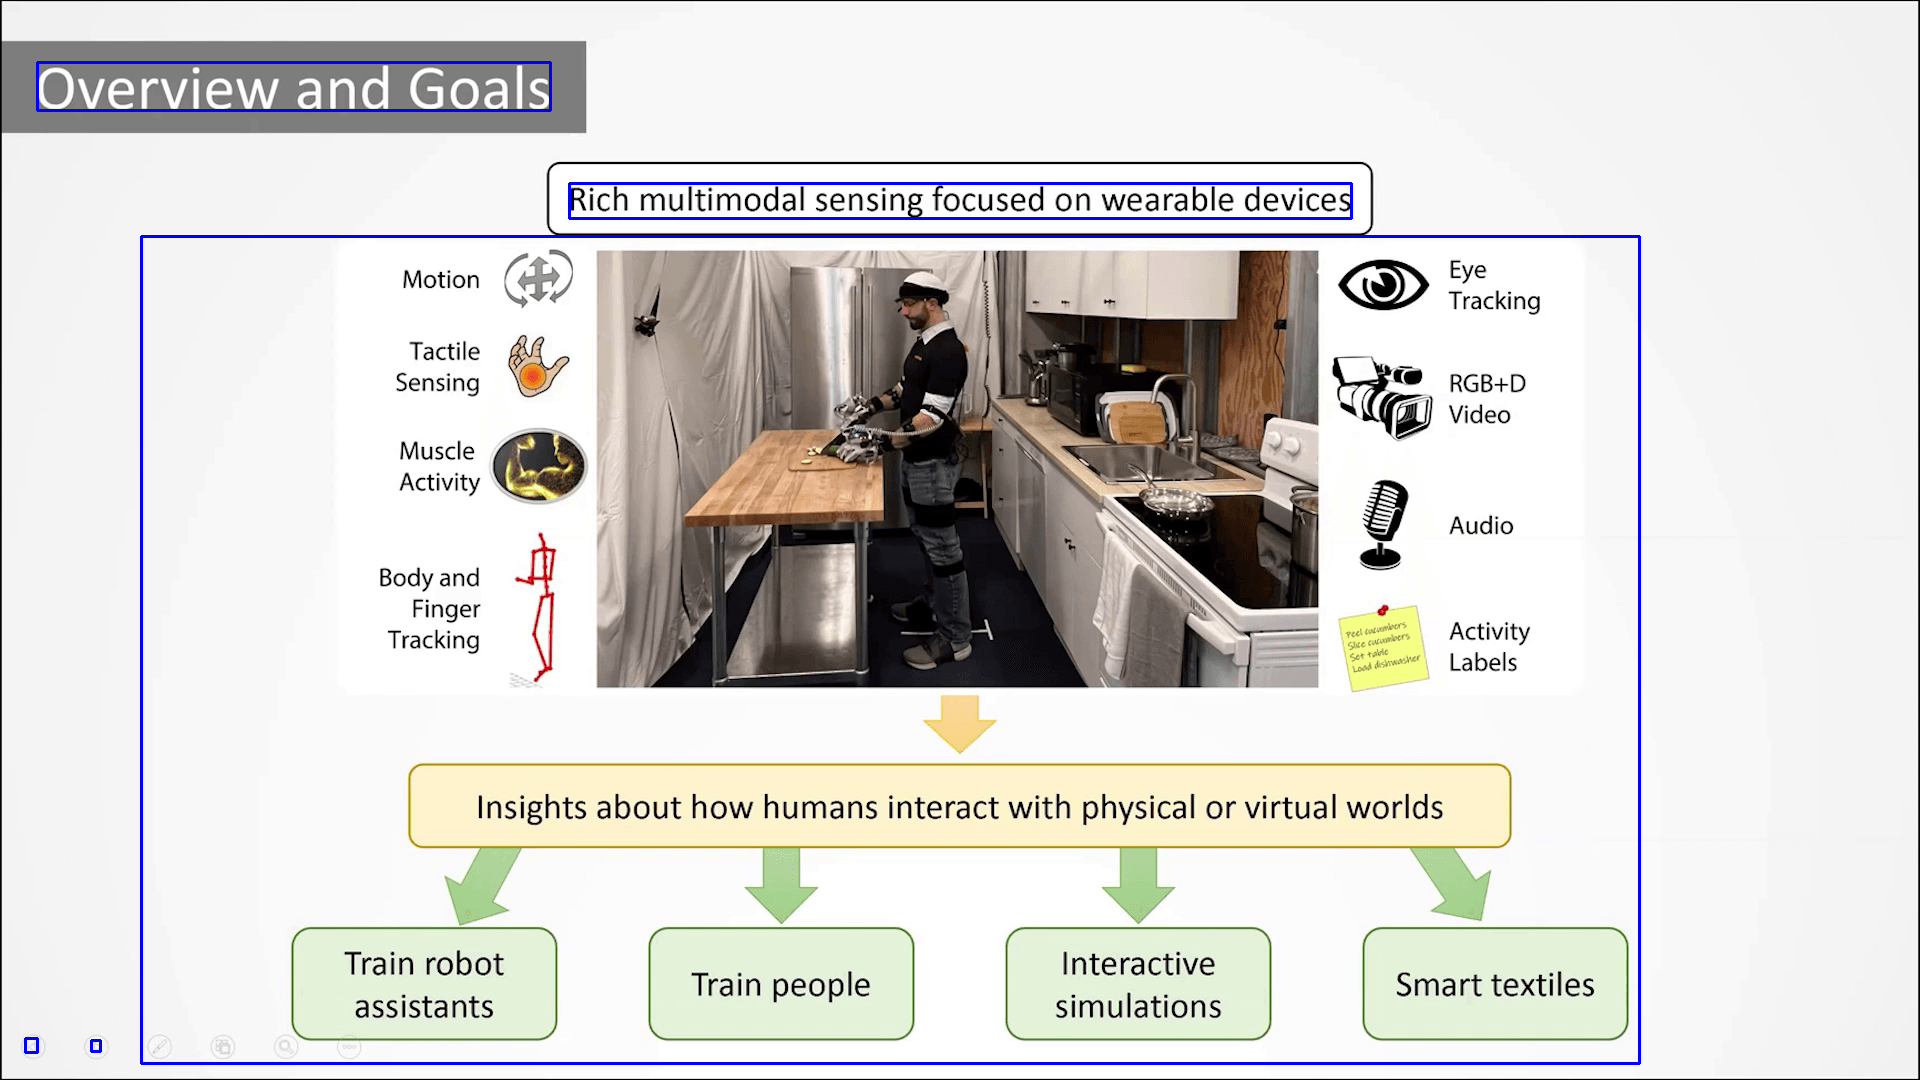 Overview and Goals
Rich multimodal sensing focused on wearable devices
Motion
Tactile
Sensing
Muscle
Activity
Body and
Finger
Tracking
Eye
Tracking
RGB+D
Video
Audio
Peel cucumbers
Slice cucumbers
Set table
Load dishwasher
Activity
Labels
Insights about how humans interact with physical or virtual worlds
Train robot
assistants
Train people
Interactive
simulations
Smart textiles